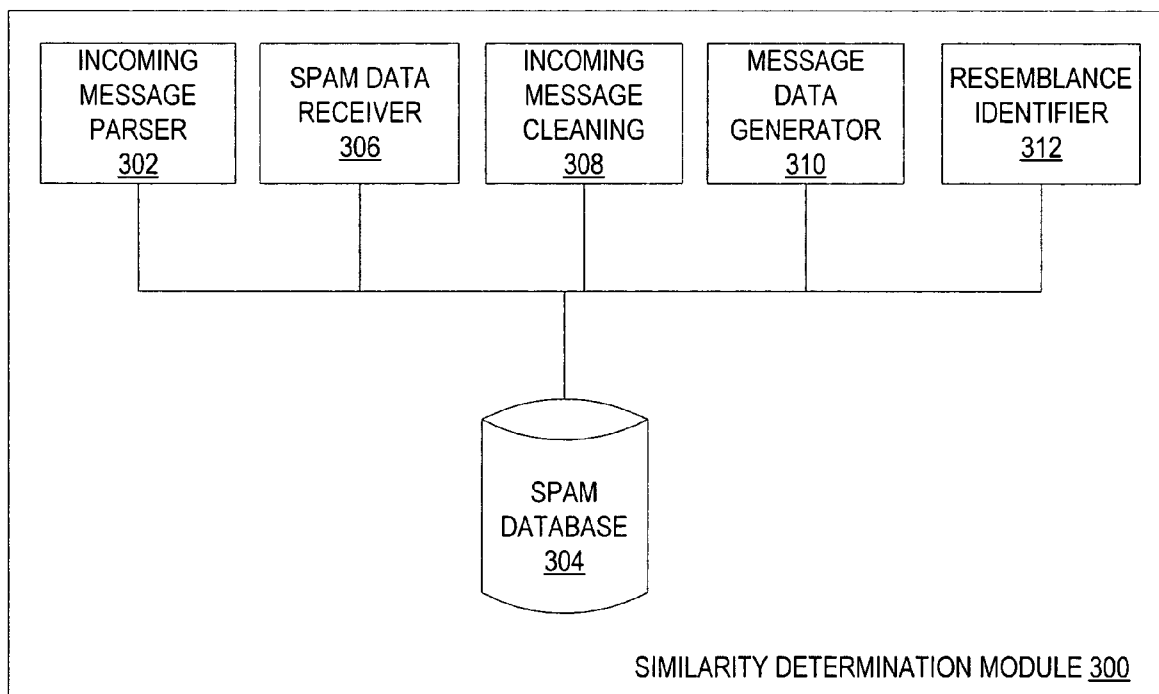 INCOMING
MESSAGE
PARSER
302
SPAM DATA
RECEIVER
306
INCOMING
MESSAGE
CLEANING
308
MESSAGE
DATA
GENERATOR
310
RESEMBLANCE
IDENTIFIER
312
SPAM
DATABASE
304
SIMILARITY DETERMINATION MODULE 300